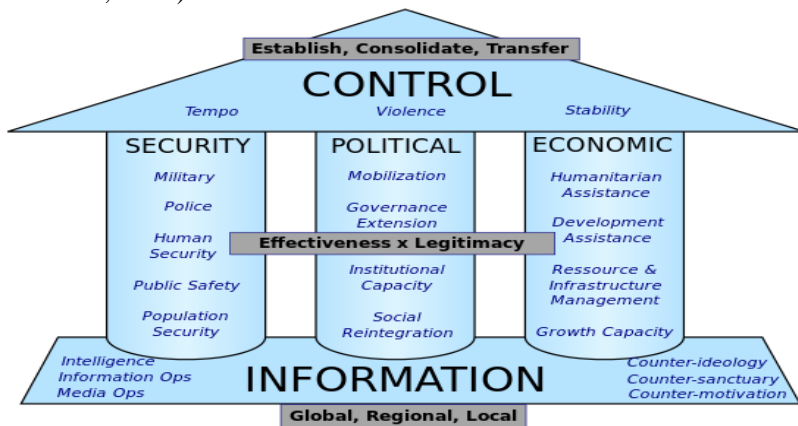 Establish, Consolidate, Transfer
CONTROL
Tempo
Violence
Stability
SECURITY
Military
Police
Human
Security
Public Safety
Population
Security
POLITICAL
Mobilization
Governance
Extension
Effectiveness x Legitimacy
Institutional
Capacity
Social
Reintegration
ECONOMIC
Humanitarian
Assistance
Development
Assistance
Ressource &
Infrastructure
Management
Growth Capacity
Intelligence
Information Ops
Media Ops
INFORMATION
Counter-ideology
Counter-sanctuary
Counter-motivation
Global, Regional, Local